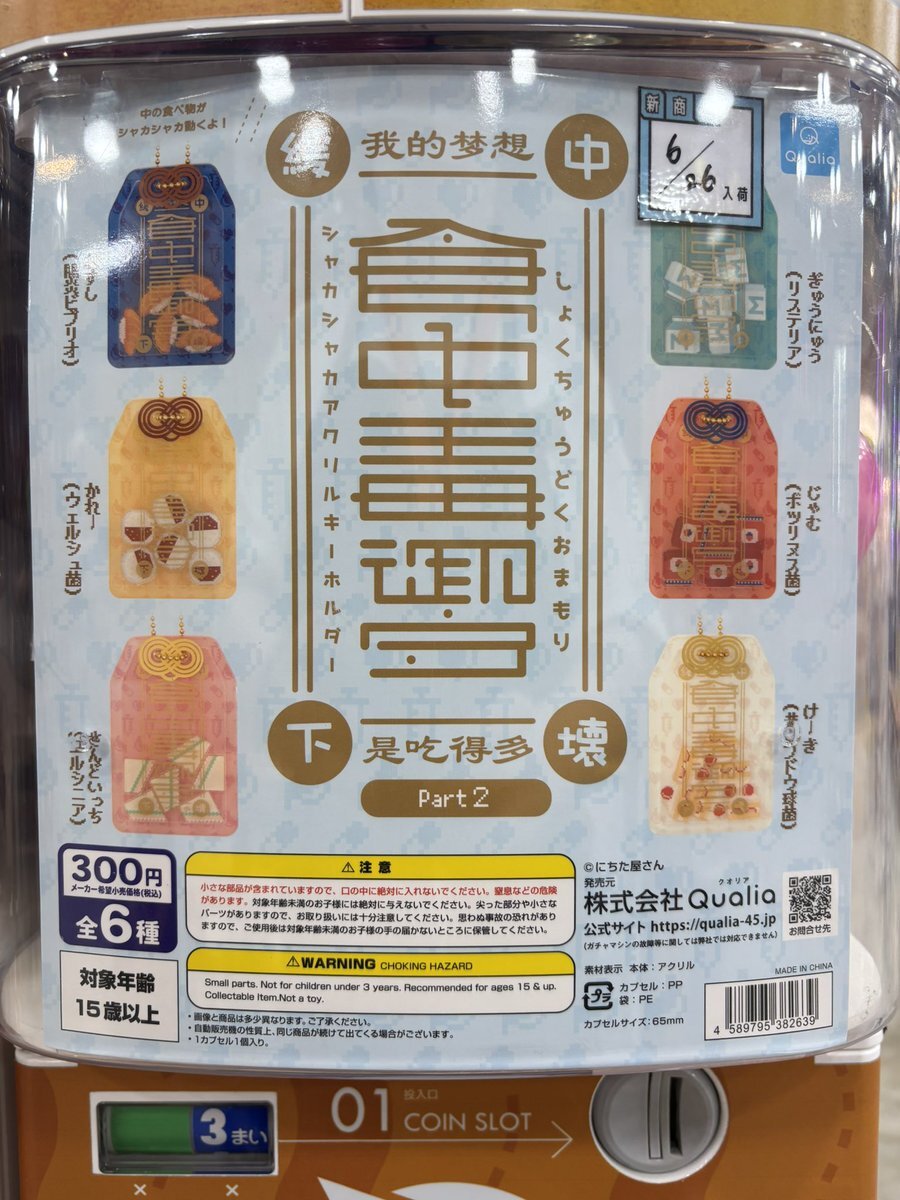 中の食べ物が
シャカシャカ動くよ!
縁
我的梦想
中
新商
6/26
入荷
Qualia
(腸炎ビブリオ)
シャカシャカアクリルキーホルダー
食中毒御守
しょくちゅうどくおまもり
ぎゅうにゅう
(リステリア)
かれー
(ウェルシュ菌)
じゃむ
(ボツリヌス菌)
さんどいっち
(エルシニア)
けーき
下
是吃得多
壊
Part 2
300円
メーカー希望小売価格(税込)
全6種
対象年齢
15歳以上
⚠注意
小さな部品が含まれていますので、口の中に絶対に入れないでください。窒息などの危険
があります。対象年齢未満のお子様には絶対に与えないでください。尖った部分や小さな
パーツがありますので、お取り扱いには十分注意してください。思わぬ事故の恐れがあり
ますので、ご使用後は対象年齢未満のお子様の手の届かないところに保管してください。
⚠WARNING CHOKING HAZARD
Small parts. Not for children under 3 years. Recommended for ages 15 & up.
Collectable Item.Not a toy.
・画像と商品は多少異なります。ご了承ください。
・自動販売機の性質上、同じ商品が続けて出てくる場合がございます。
・1カプセル1個入り。
©にちた屋さん
発売元
株式会社Qualia
クオリア
公式サイト https://qualia-45.jp
(ガチャマシンの故障等に関しては弊社では対応できません)
お問合せ先
素材表示 本体:アクリル
MADE IN CHINA
プラ
カプセル:PP
袋:PE
カプセルサイズ:65mm
4 589795 382639
3まい
01
投入口
COIN SLOT